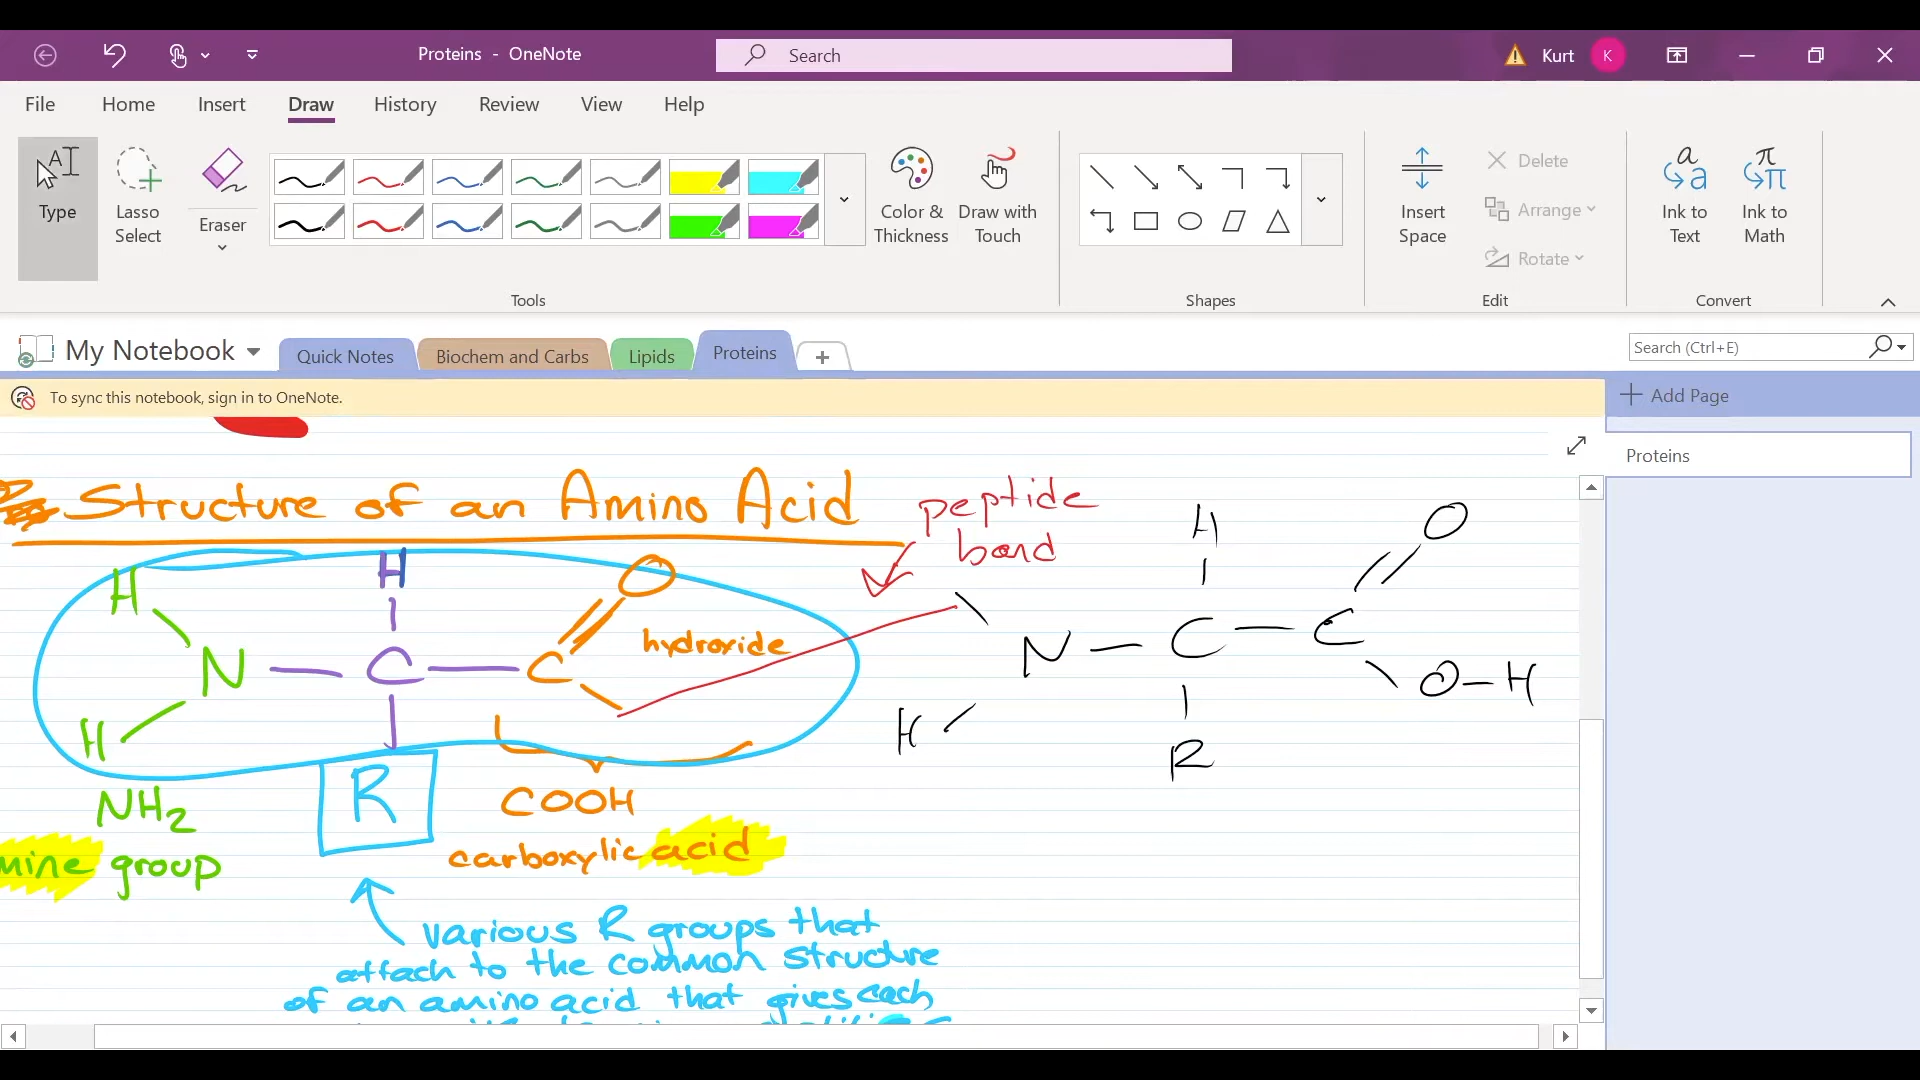 Proteins - OneNote
Search
Kurt
K
File Home Insert Draw History Review View Help
Type
Lasso Select
Eraser
Color & Thickness
Draw with Touch
Insert Space
Delete
Arrange
Rotate
Ink to Text
Ink to Math
Tools
Shapes
Edit
Convert
My Notebook
Quick Notes
Biochem and Carbs
Lipids
Proteins
Search (Ctrl+E)
To sync this notebook, sign in to OneNote.
Add Page
Proteins
Structure of an Amino Acid
peptide
bond
H
H
O
hydroxide
N
C
C
H
R
NH2
mine group
COOH
carboxylic acid
H
O
N
C
C
O-H
H
R
various R groups that
attach to the common structure
of an amino acid that gives each